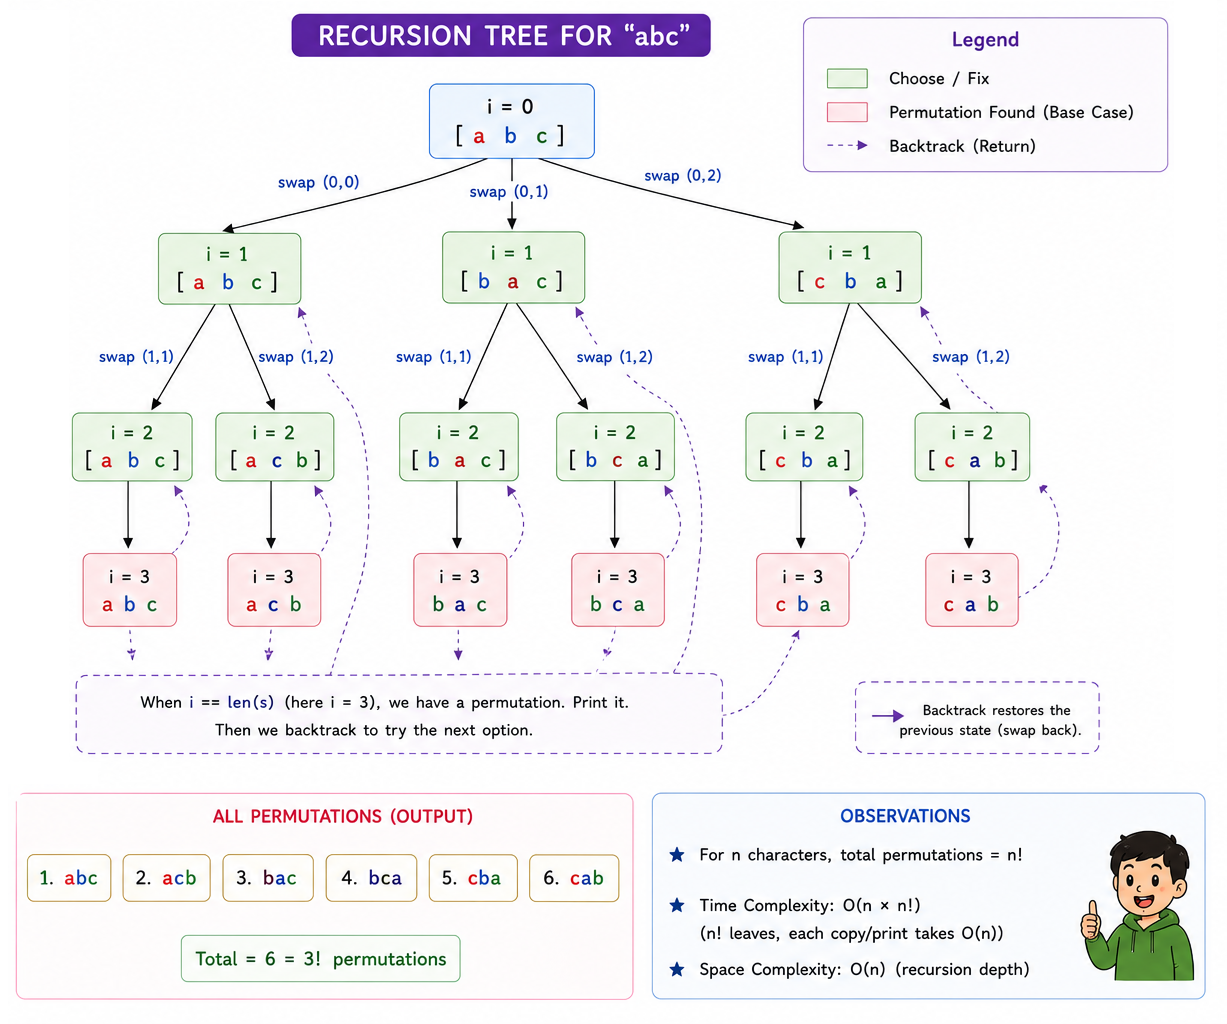 RECURSION TREE FOR “abc”
Legend
Choose / Fix
Permutation Found (Base Case)
Backtrack (Return)
i = 0
[ a b c ]
swap (0,0)
swap (0,1)
swap (0,2)
i = 1
[ a b c ]
i = 1
[ b a c ]
i = 1
[ c b a ]
swap (1,1)
swap (1,2)
swap (1,1)
swap (1,2)
swap (1,1)
swap (1,2)
i = 2
[ a b c ]
i = 2
[ a c b ]
i = 2
[ b a c ]
i = 2
[ b c a ]
i = 2
[ c b a ]
i = 2
[ c a b ]
i = 3
a b c
i = 3
a c b
i = 3
b a c
i = 3
b c a
i = 3
c b a
i = 3
c a b
When i == len(s) (here i = 3), we have a permutation. Print it.
Then we backtrack to try the next option.
Backtrack restores the
previous state (swap back).
ALL PERMUTATIONS (OUTPUT)
1. abc
2. acb
3. bac
4. bca
5. cba
6. cab
Total = 6 = 3! permutations
OBSERVATIONS
★ For n characters, total permutations = n!
★ Time Complexity: O(n × n!)
(n! leaves, each copy/print takes O(n))
★ Space Complexity: O(n) (recursion depth)